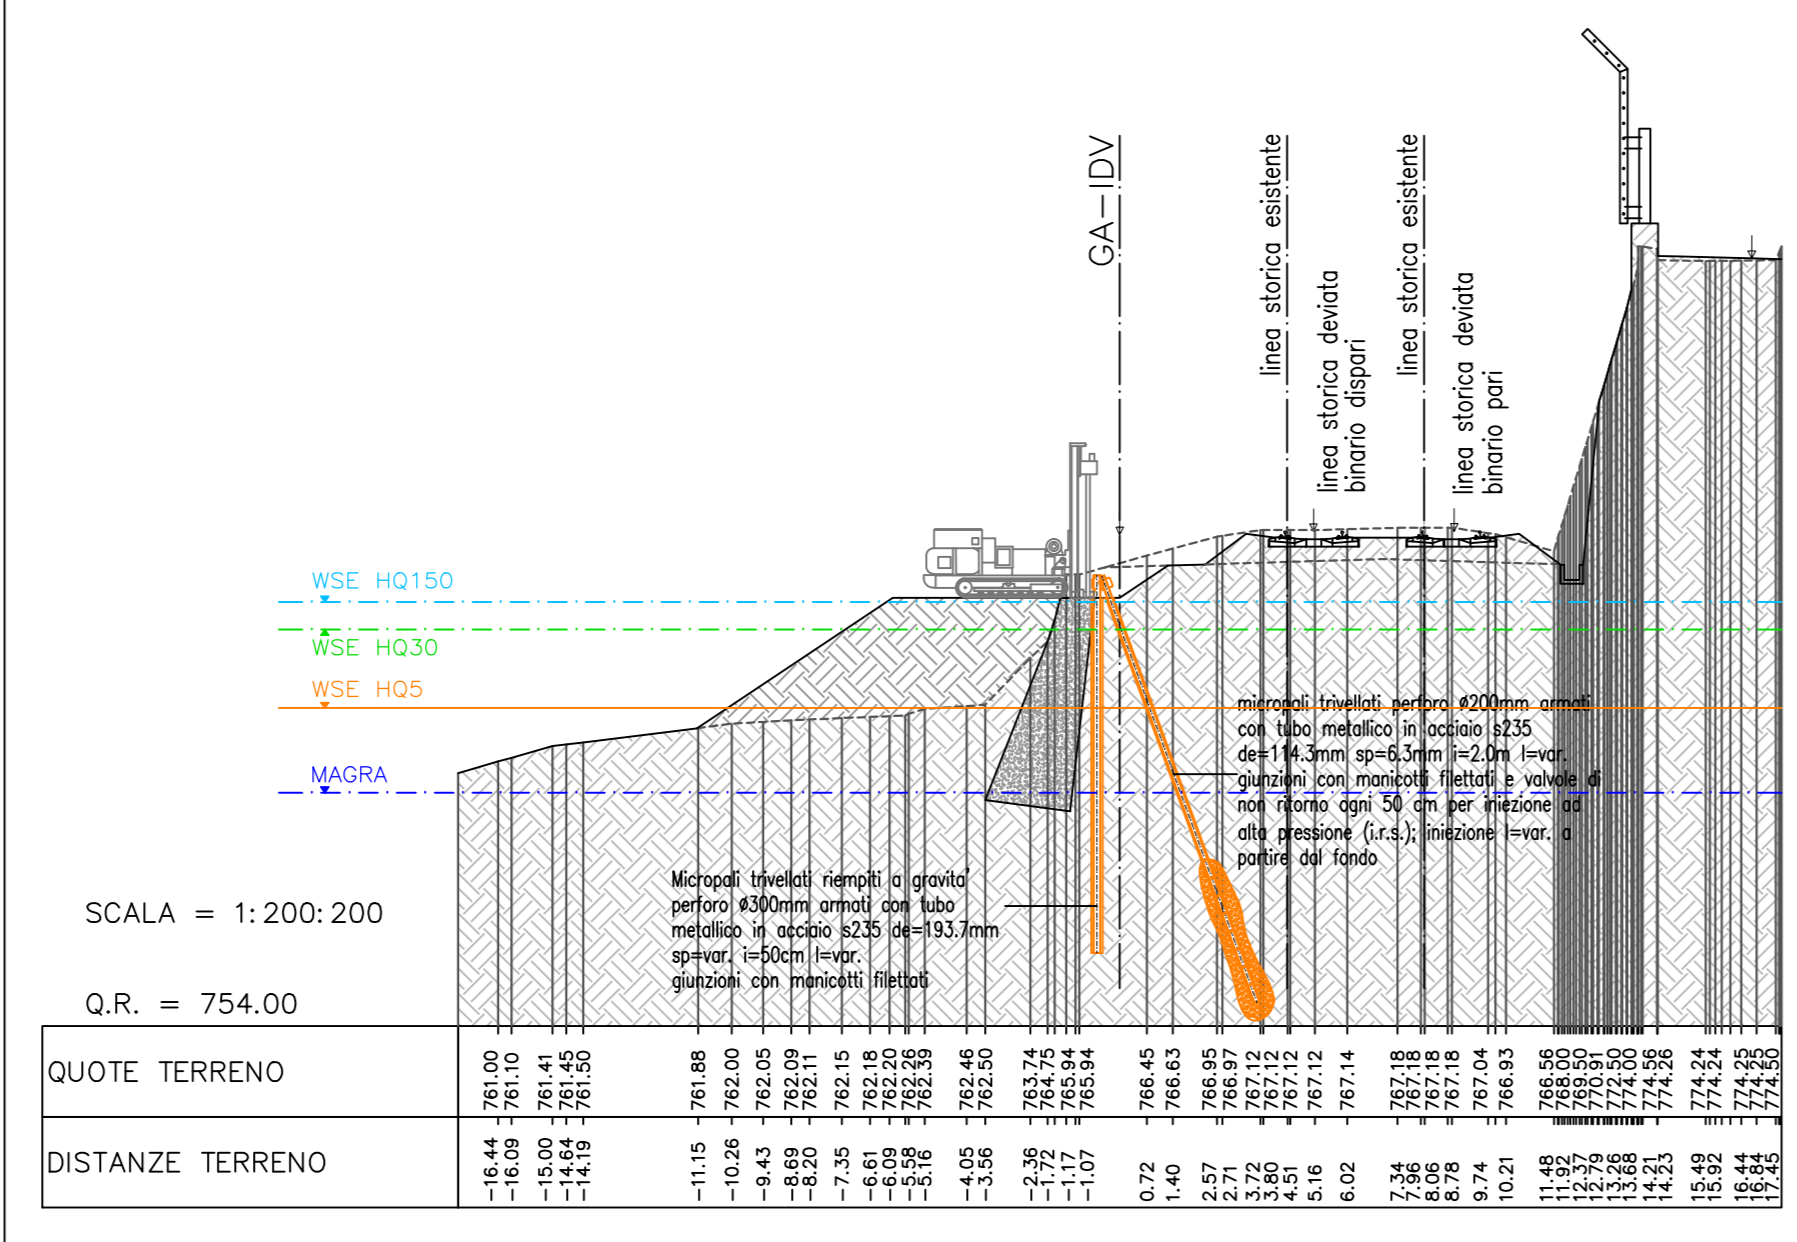 GA-IDV
linea storica esistente
linea storica deviata
binario dispari
linea storica esistente
linea storica deviata
binario pari
WSE HQ150
WSE HQ30
WSE HQ5
MAGRA
micropali trivellati perforo ø200mm armati
con tubo metallico in acciaio s235
de=114.3mm sp=6.3mm i=2.0m l=var.
giunzioni con manicotti filettati e valvole di
non ritorno ogni 50 cm per iniezione ad
alta pressione (i.r.s.); iniezione l=var. a
partire dal fondo
Micropali trivellati riempiti a gravita'
perforo ø300mm armati con tubo
metallico in acciaio s235 de=193.7mm
sp=var. i=50cm l=var.
giunzioni con manicotti filettati
SCALA = 1:200:200
Q.R. = 754.00
QUOTE TERRENO 761.00 761.10 761.41 761.45 761.50 761.88 762.00 762.05 762.09 762.11 762.15 762.18 762.20 762.26 762.39 762.46 762.50 763.74 764.75 765.94 765.94 766.45 766.63 766.95 766.97 767.12 767.12 767.12 767.12 767.14 767.18 767.18 767.18 767.18 767.04 766.93 766.56 768.00 769.50 770.91 772.50 774.00 774.56 774.26 774.24 774.24 774.25 774.25 774.50
DISTANZE TERRENO -16.44 -16.09 -15.00 -14.64 -14.19 -11.15 -10.26 -9.43 -8.69 -8.20 -7.35 -6.61 -6.09 -5.58 -5.16 -4.05 -3.56 -2.36 -1.72 -1.17 -1.07 0.72 1.40 2.57 2.71 3.72 3.80 4.51 5.16 6.02 7.34 7.96 8.06 8.78 9.74 10.21 11.48 11.92 12.37 12.79 13.26 13.68 14.21 14.23 15.49 15.92 16.44 16.84 17.45